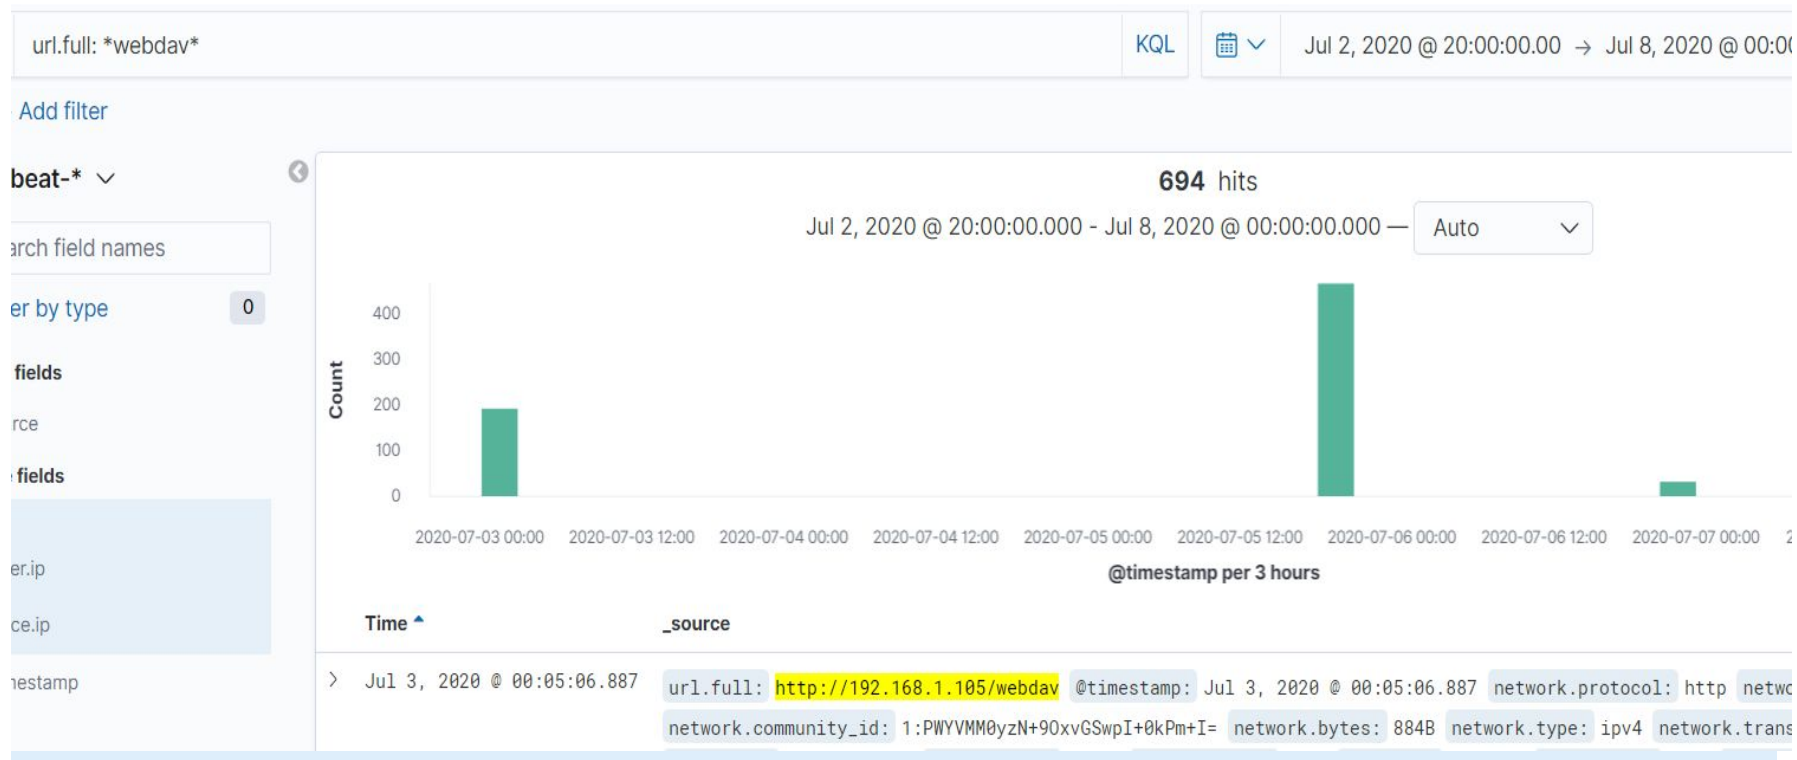 url.full: *webdav* KQL Jul 2, 2020 @ 20:00:00.00 → Jul 8, 2020 @ 00:00
Add filter
beat-*
694 hits
Jul 2, 2020 @ 20:00:00.000 - Jul 8, 2020 @ 00:00:00.000 — Auto
arch field names
er by type 0
fields
rce
fields
er.ip
ce.ip
nestamp
Count
400
300
200
100
0
2020-07-03 00:00 2020-07-03 12:00 2020-07-04 00:00 2020-07-04 12:00 2020-07-05 00:00 2020-07-05 12:00 2020-07-06 00:00 2020-07-06 12:00 2020-07-07 00:00 2
@timestamp per 3 hours
Time _source
Jul 3, 2020 @ 00:05:06.887 url.full: http://192.168.1.105/webdav @timestamp: Jul 3, 2020 @ 00:05:06.887 network.protocol: http netwo
network.community_id: 1:PWYVMM0yzN+9OxvGSwpI+0kPm+I= network.bytes: 884B network.type: ipv4 network.trans